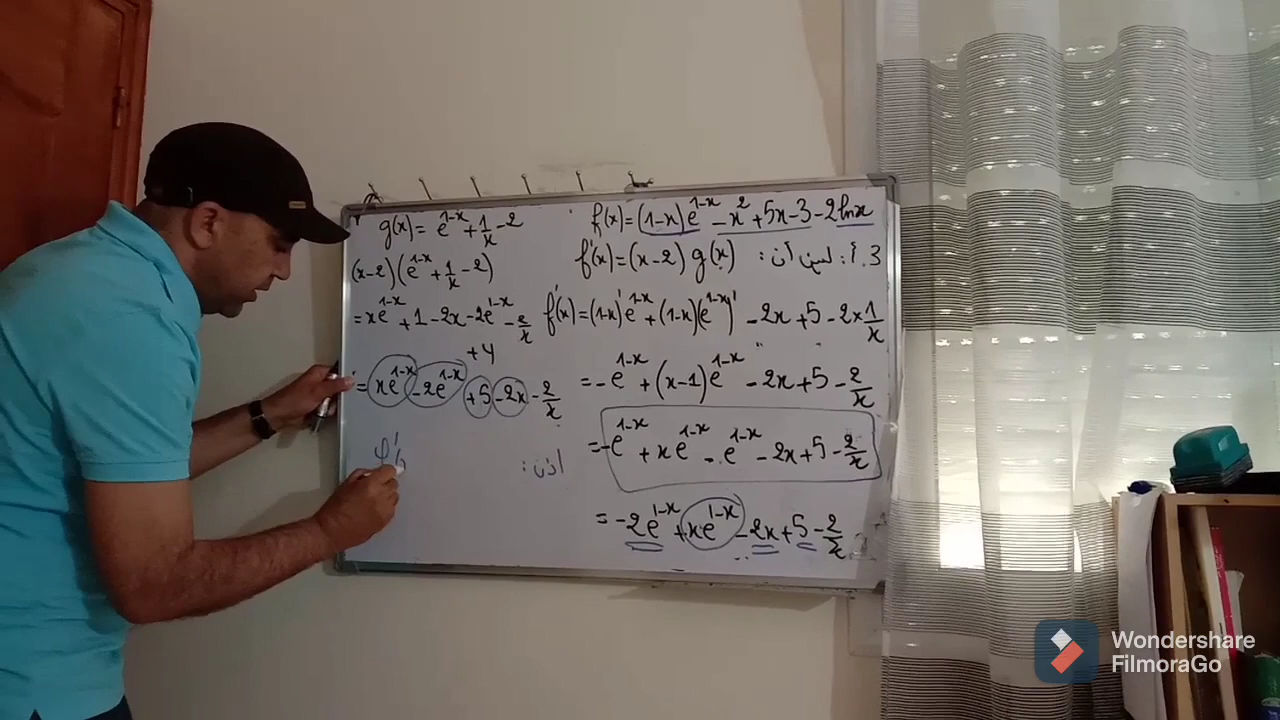 f(x) = (1-x)e^{1-x} - x^2 + 5x - 3 - 2lnx
3.أ: لنبين أن : f'(x) = (x-2) g(x)
f'(x) = (1-x)'e^{1-x} + (1-x)(e^{1-x})' - 2x + 5 - 2×1/x
= -e^{1-x} + (x-1)e^{1-x} - 2x + 5 - 2/x
= -e^{1-x} + xe^{1-x} - e^{1-x} - 2x + 5 - 2/x
= -2e^{1-x} + xe^{1-x} - 2x + 5 - 2/x
g(x) = e^{1-x} + 1/x - 2
(x-2)(e^{1-x} + 1/x - 2)
= xe^{1-x} + 1 - 2x - 2e^{1-x} - 2/x
+4
= xe^{1-x} - 2e^{1-x} + 5 - 2x - 2/x
اذن :
f'(
Wondershare
FilmoraGo